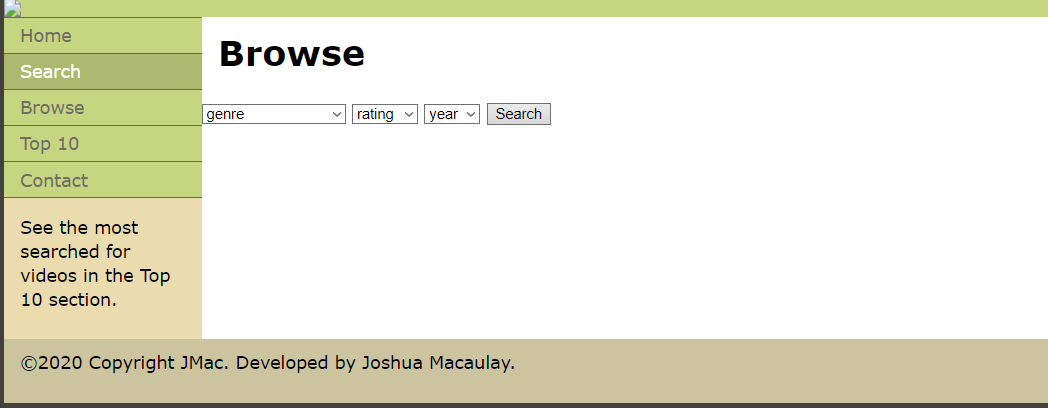 Home
Search
Browse
Top 10
Contact
See the most
searched for
videos in the Top
10 section.
Browse
genre rating year Search
©2020 Copyright JMac. Developed by Joshua Macaulay.